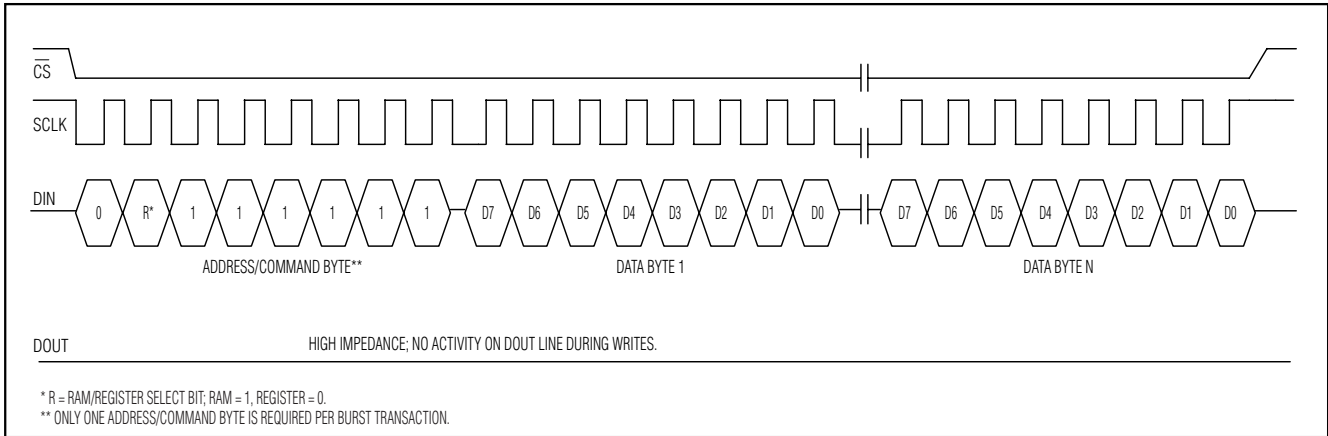 CS
SCLK
DIN
0 R* 1 1 1 1 1 1 D7 D6 D5 D4 D3 D2 D1 D0 D7 D6 D5 D4 D3 D2 D1 D0
ADDRESS/COMMAND BYTE** DATA BYTE 1 DATA BYTE N
DOUT HIGH IMPEDANCE; NO ACTIVITY ON DOUT LINE DURING WRITES.
* R = RAM/REGISTER SELECT BIT; RAM = 1, REGISTER = 0.
** ONLY ONE ADDRESS/COMMAND BYTE IS REQUIRED PER BURST TRANSACTION.